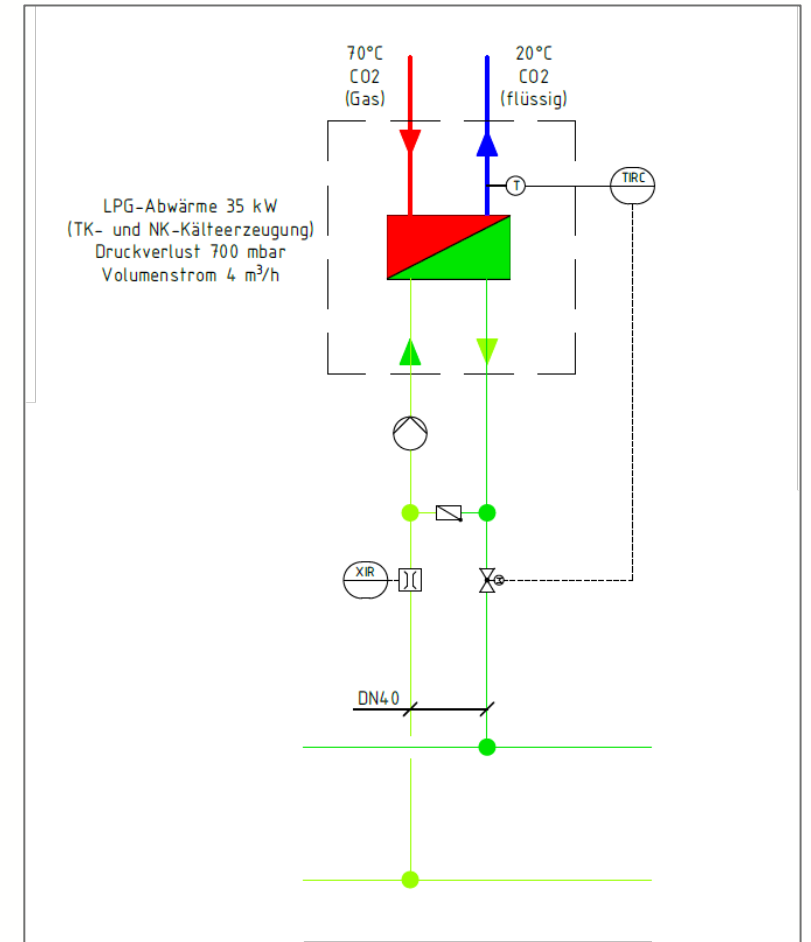 70°C
CO2
(Gas)
20°C
CO2
(flüssig)
T
TIRC
LPG-Abwärme 35 kW
(TK- und NK-Kälteerzeugung)
Druckverlust 700 mbar
Volumenstrom 4 m³/h
XIR
M
DN40